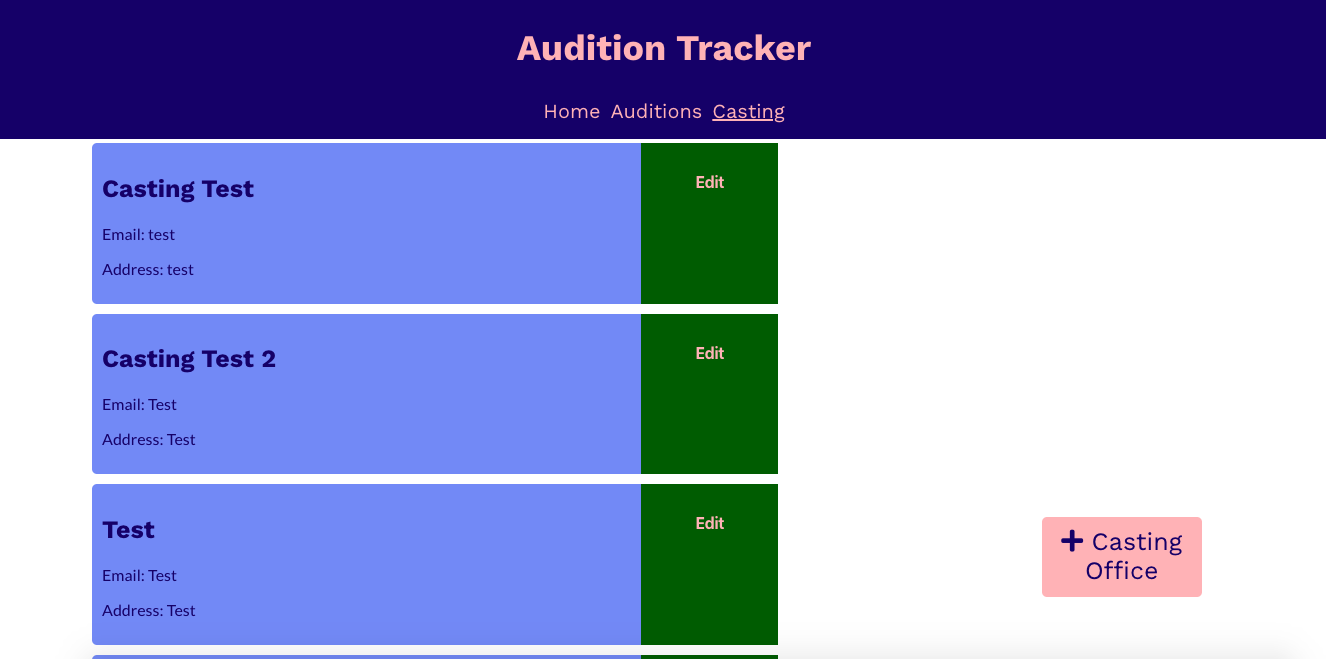 Audition Tracker
Home Auditions Casting
Casting Test
Edit
Email: test
Address: test
Casting Test 2
Edit
Email: Test
Address: Test
Test
Edit
Email: Test
Address: Test
Casting
Office